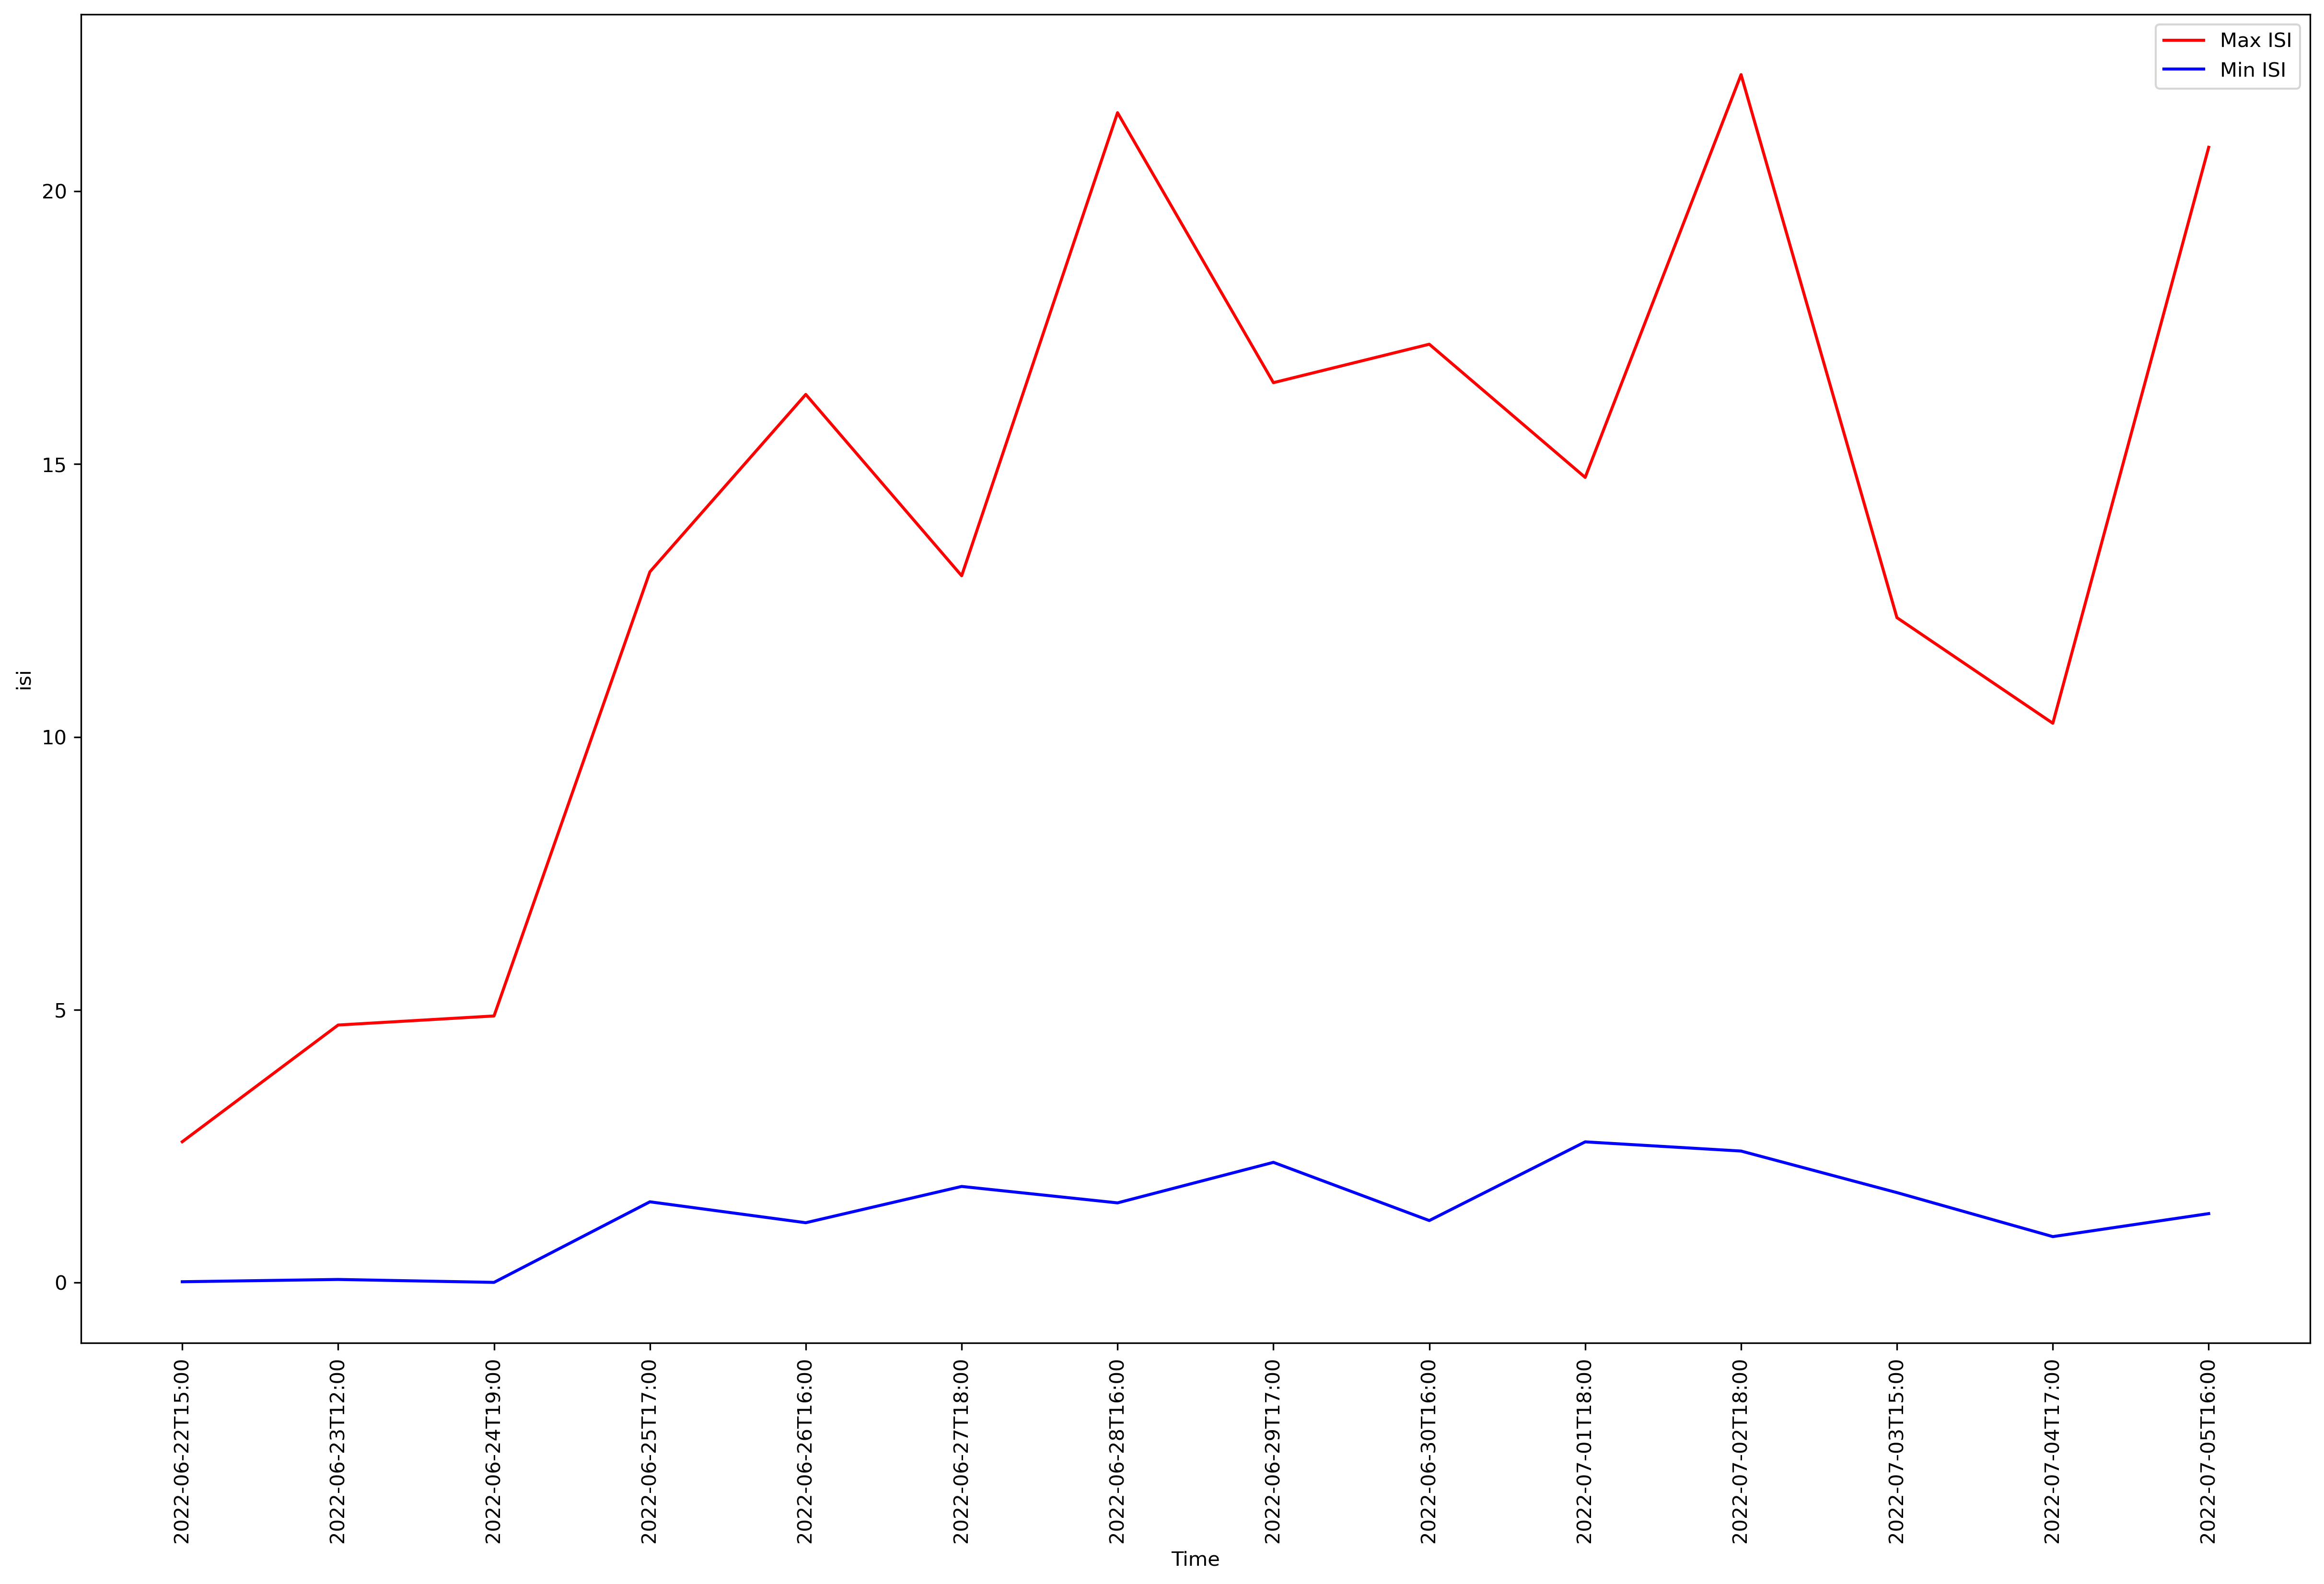 Max ISI
Min ISI
20
15
10
5
0
isi
2022-06-22T15:00
2022-06-23T12:00
2022-06-24T19:00
2022-06-25T17:00
2022-06-26T16:00
2022-06-27T18:00
2022-06-28T16:00
2022-06-29T17:00
2022-06-30T16:00
2022-07-01T18:00
2022-07-02T18:00
2022-07-03T15:00
2022-07-04T17:00
2022-07-05T16:00
Time